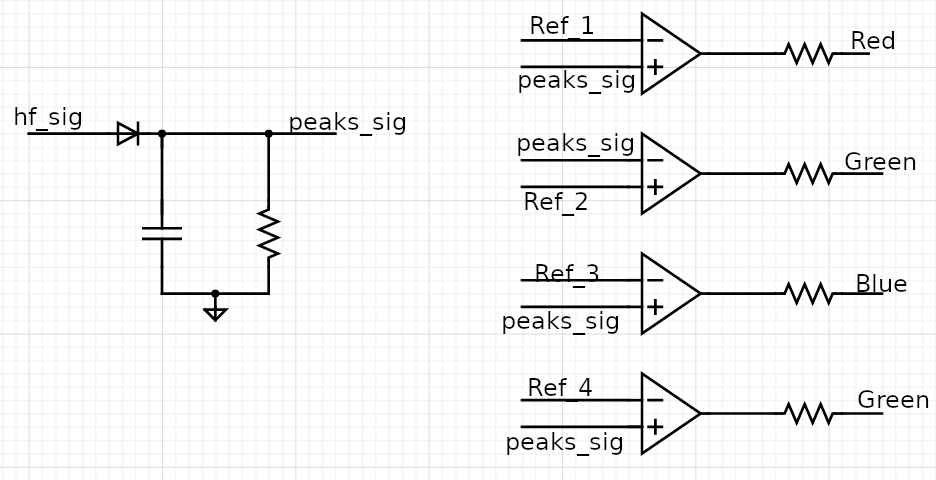 hf_sig
peaks_sig
Ref_1
peaks_sig
Red
peaks_sig
Ref_2
Green
Ref_3
peaks_sig
Blue
Ref_4
peaks_sig
Green